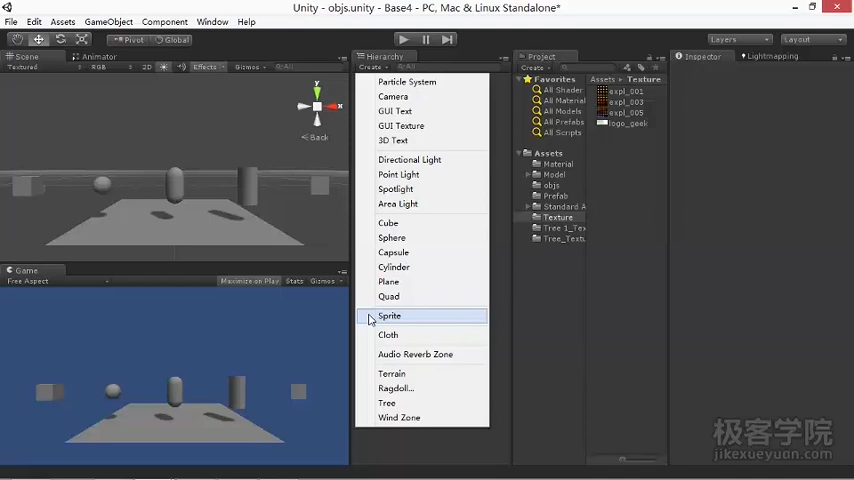 Unity - objs.unity - Base4 - PC, Mac & Linux Standalone*
File Edit Assets GameObject Component Window Help
Pivot Global Layers Layout
Scene Animator
Textured RGB 2D Effects Gizmos All
y
x
Back
Game
Free Aspect Maximize on Play Stats Gizmos
Hierarchy
Create All
Particle System
Camera
GUI Text
GUI Texture
3D Text
Directional Light
Point Light
Spotlight
Area Light
Cube
Sphere
Capsule
Cylinder
Plane
Quad
Sprite
Cloth
Audio Reverb Zone
Terrain
Ragdoll...
Tree
Wind Zone
Project
Create
Favorites
All Shader
All Material
All Models
All Prefabs
All Scripts
Assets
Material
Model
objs
Prefab
Standard A
Texture
Tree 1_Tex
Tree_Textu
Assets Texture
expl_001
expl_003
expl_005
logo_geek
Inspector Lightmapping
极客学院
jikexueyuan.com